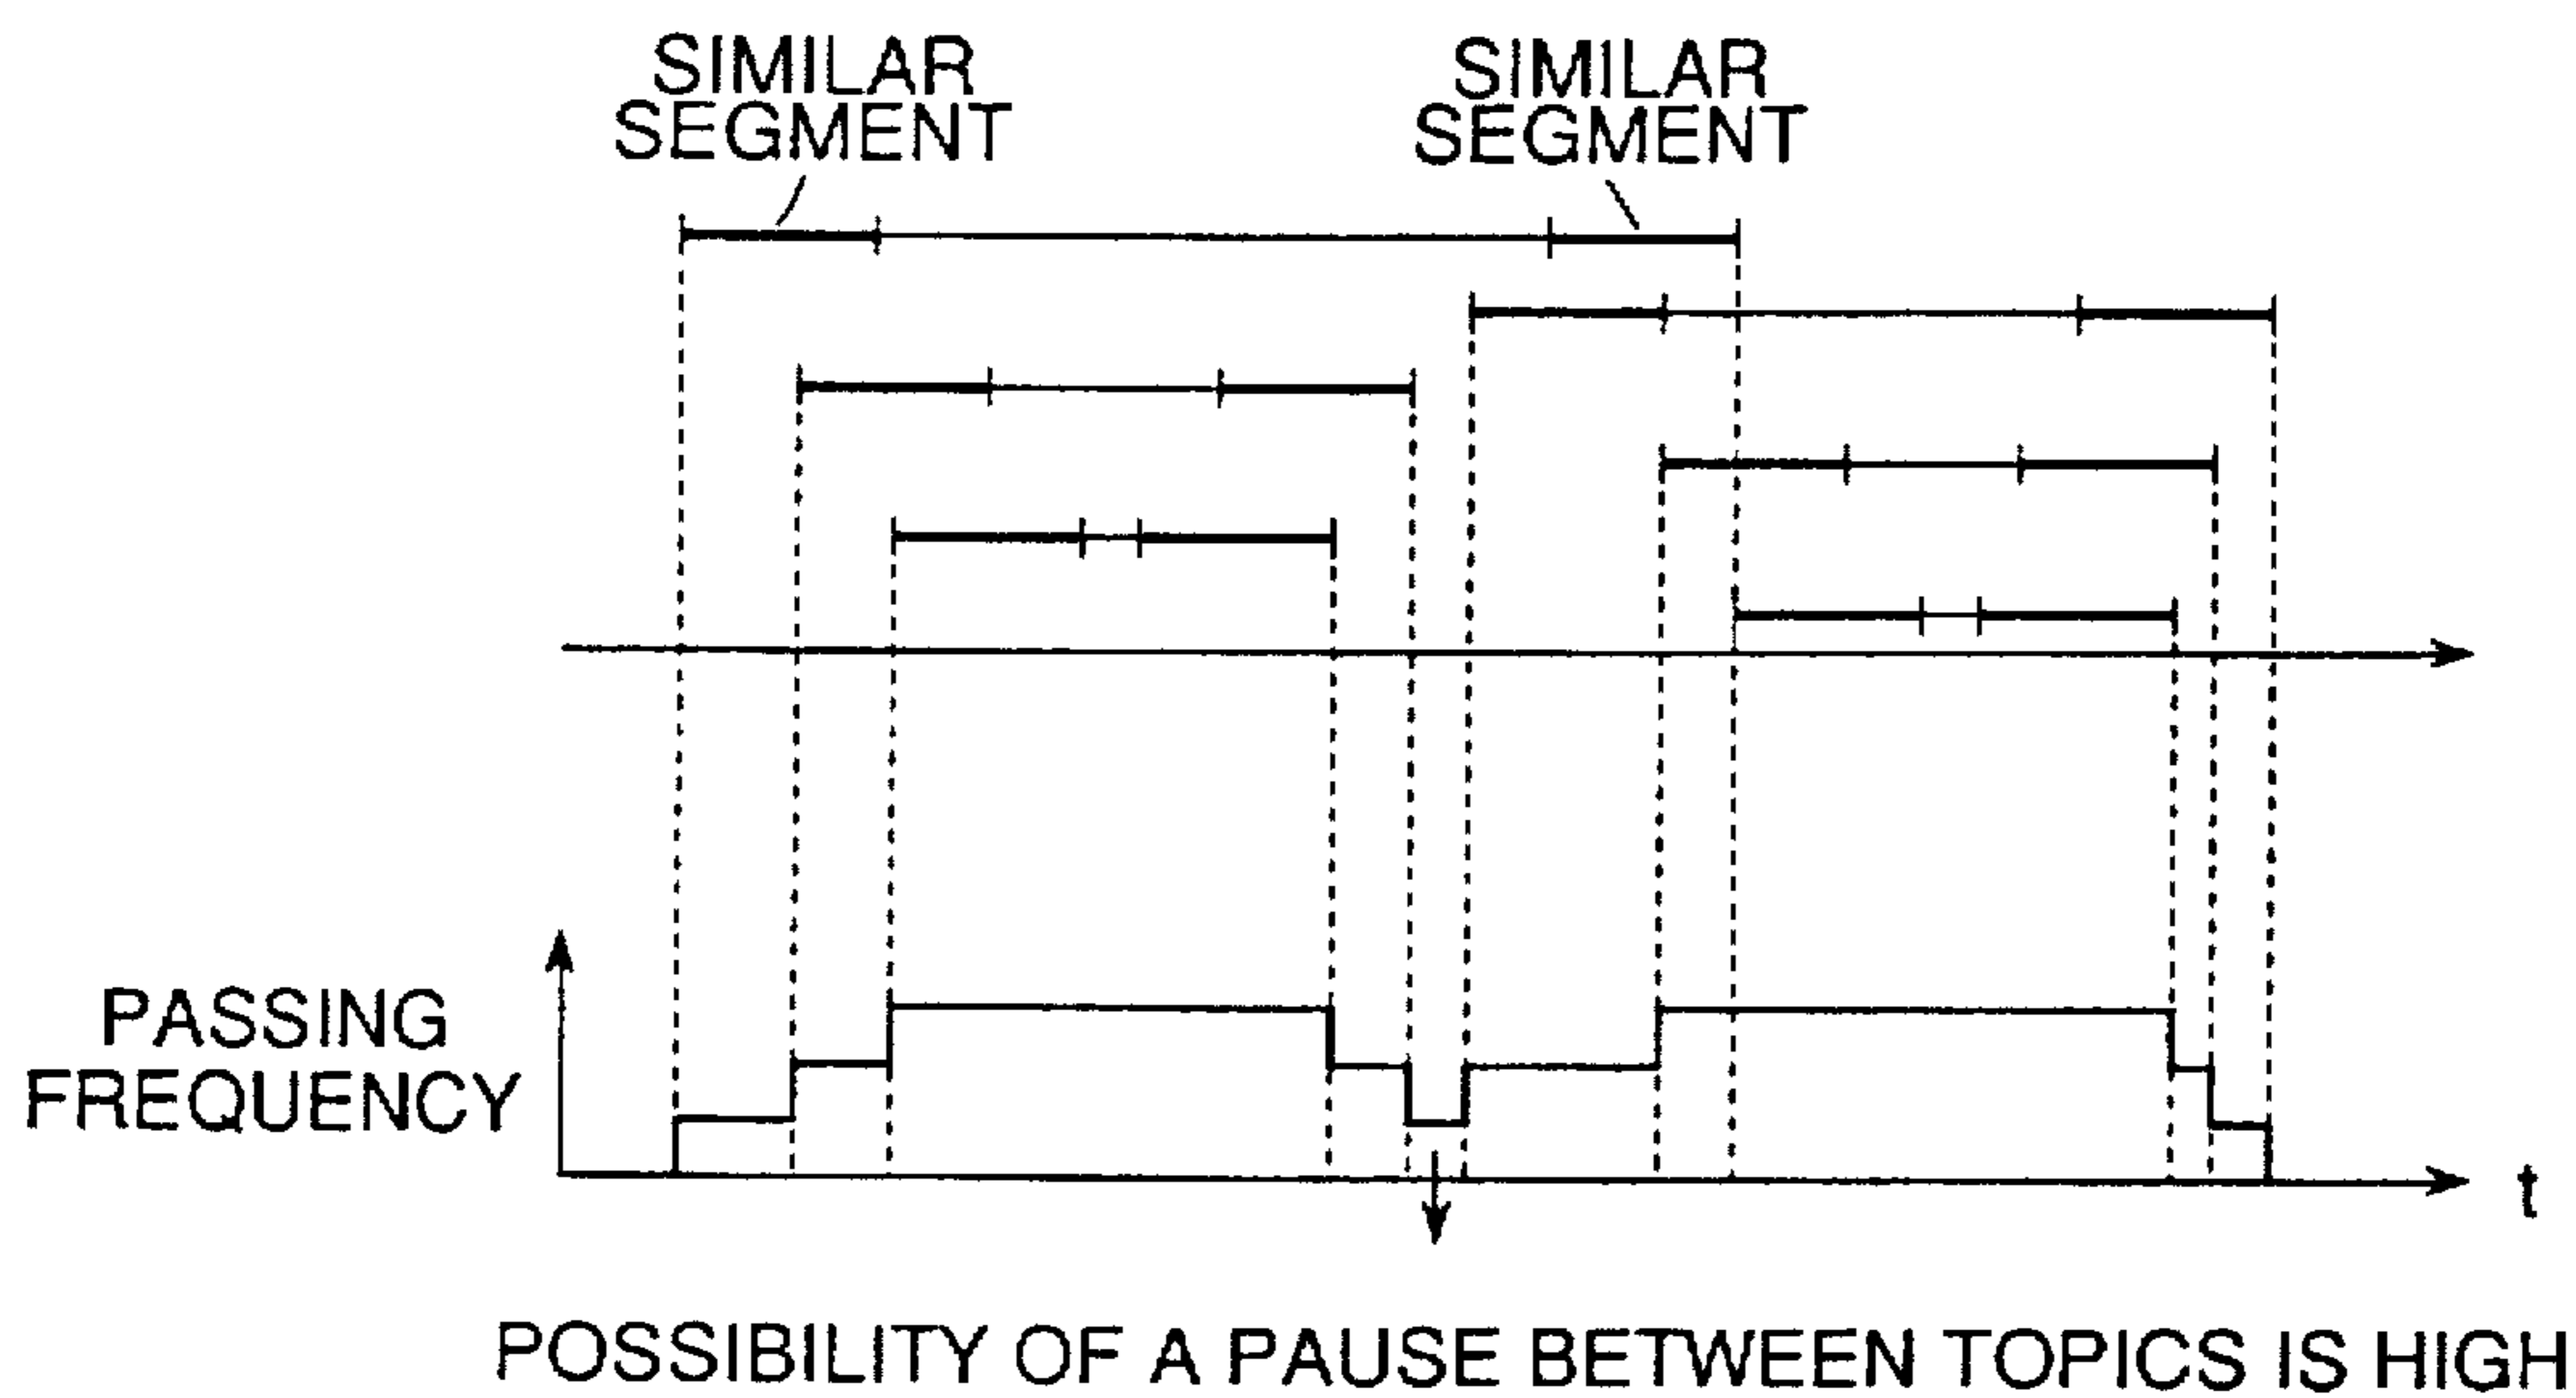 SIMILAR
SEGMENT
SIMILAR
SEGMENT
PASSING
FREQUENCY
t
POSSIBILITY OF A PAUSE BETWEEN TOPICS IS HIGH